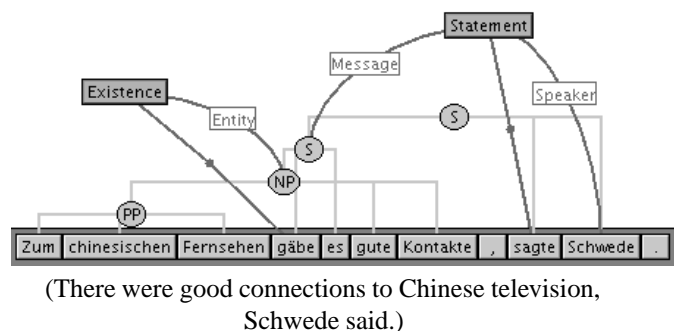 Statement
Message
Existence
Speaker
Entity
S
S
NP
PP
Zum chinesischen Fernsehen gäbe es gute Kontakte , sagte Schwede .
(There were good connections to Chinese television,
Schwede said.)